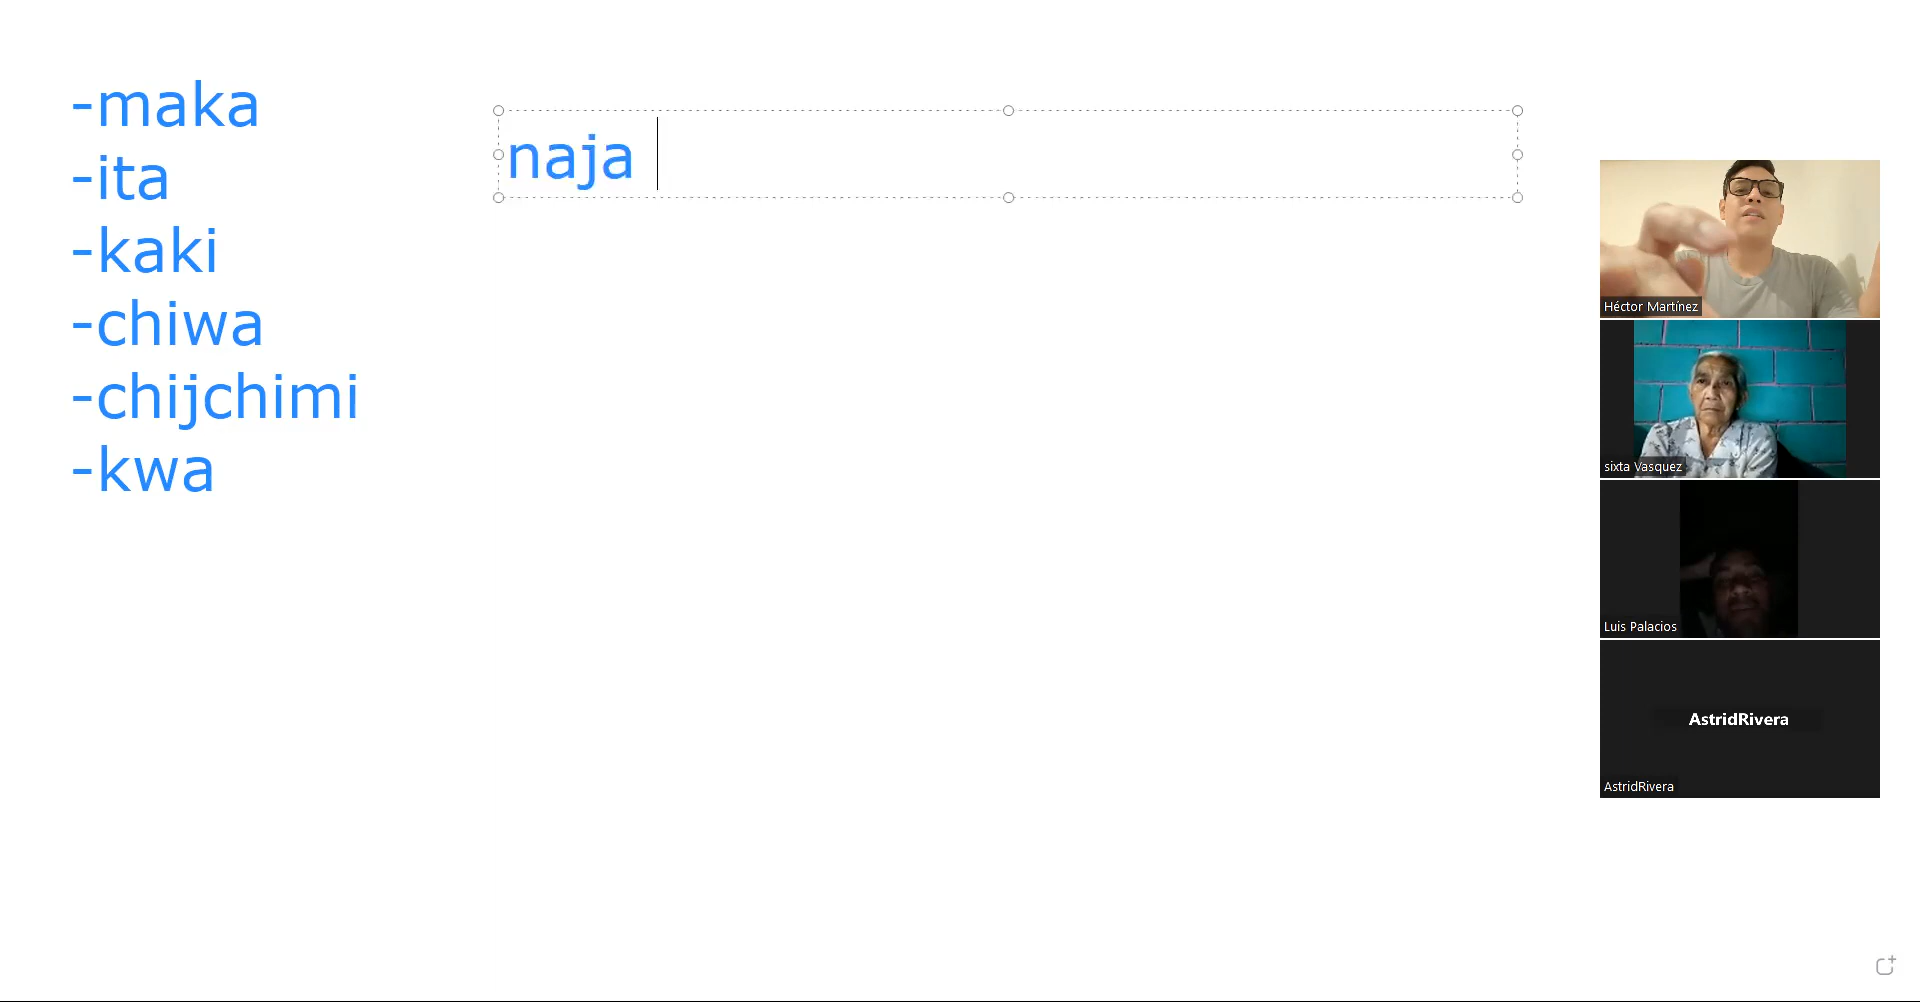 -maka
-ita
-kaki
-chiwa
-chijchimi
-kwa
naja
Héctor Martínez
sixta Vasquez
Luis Palacios
AstridRivera
AstridRivera